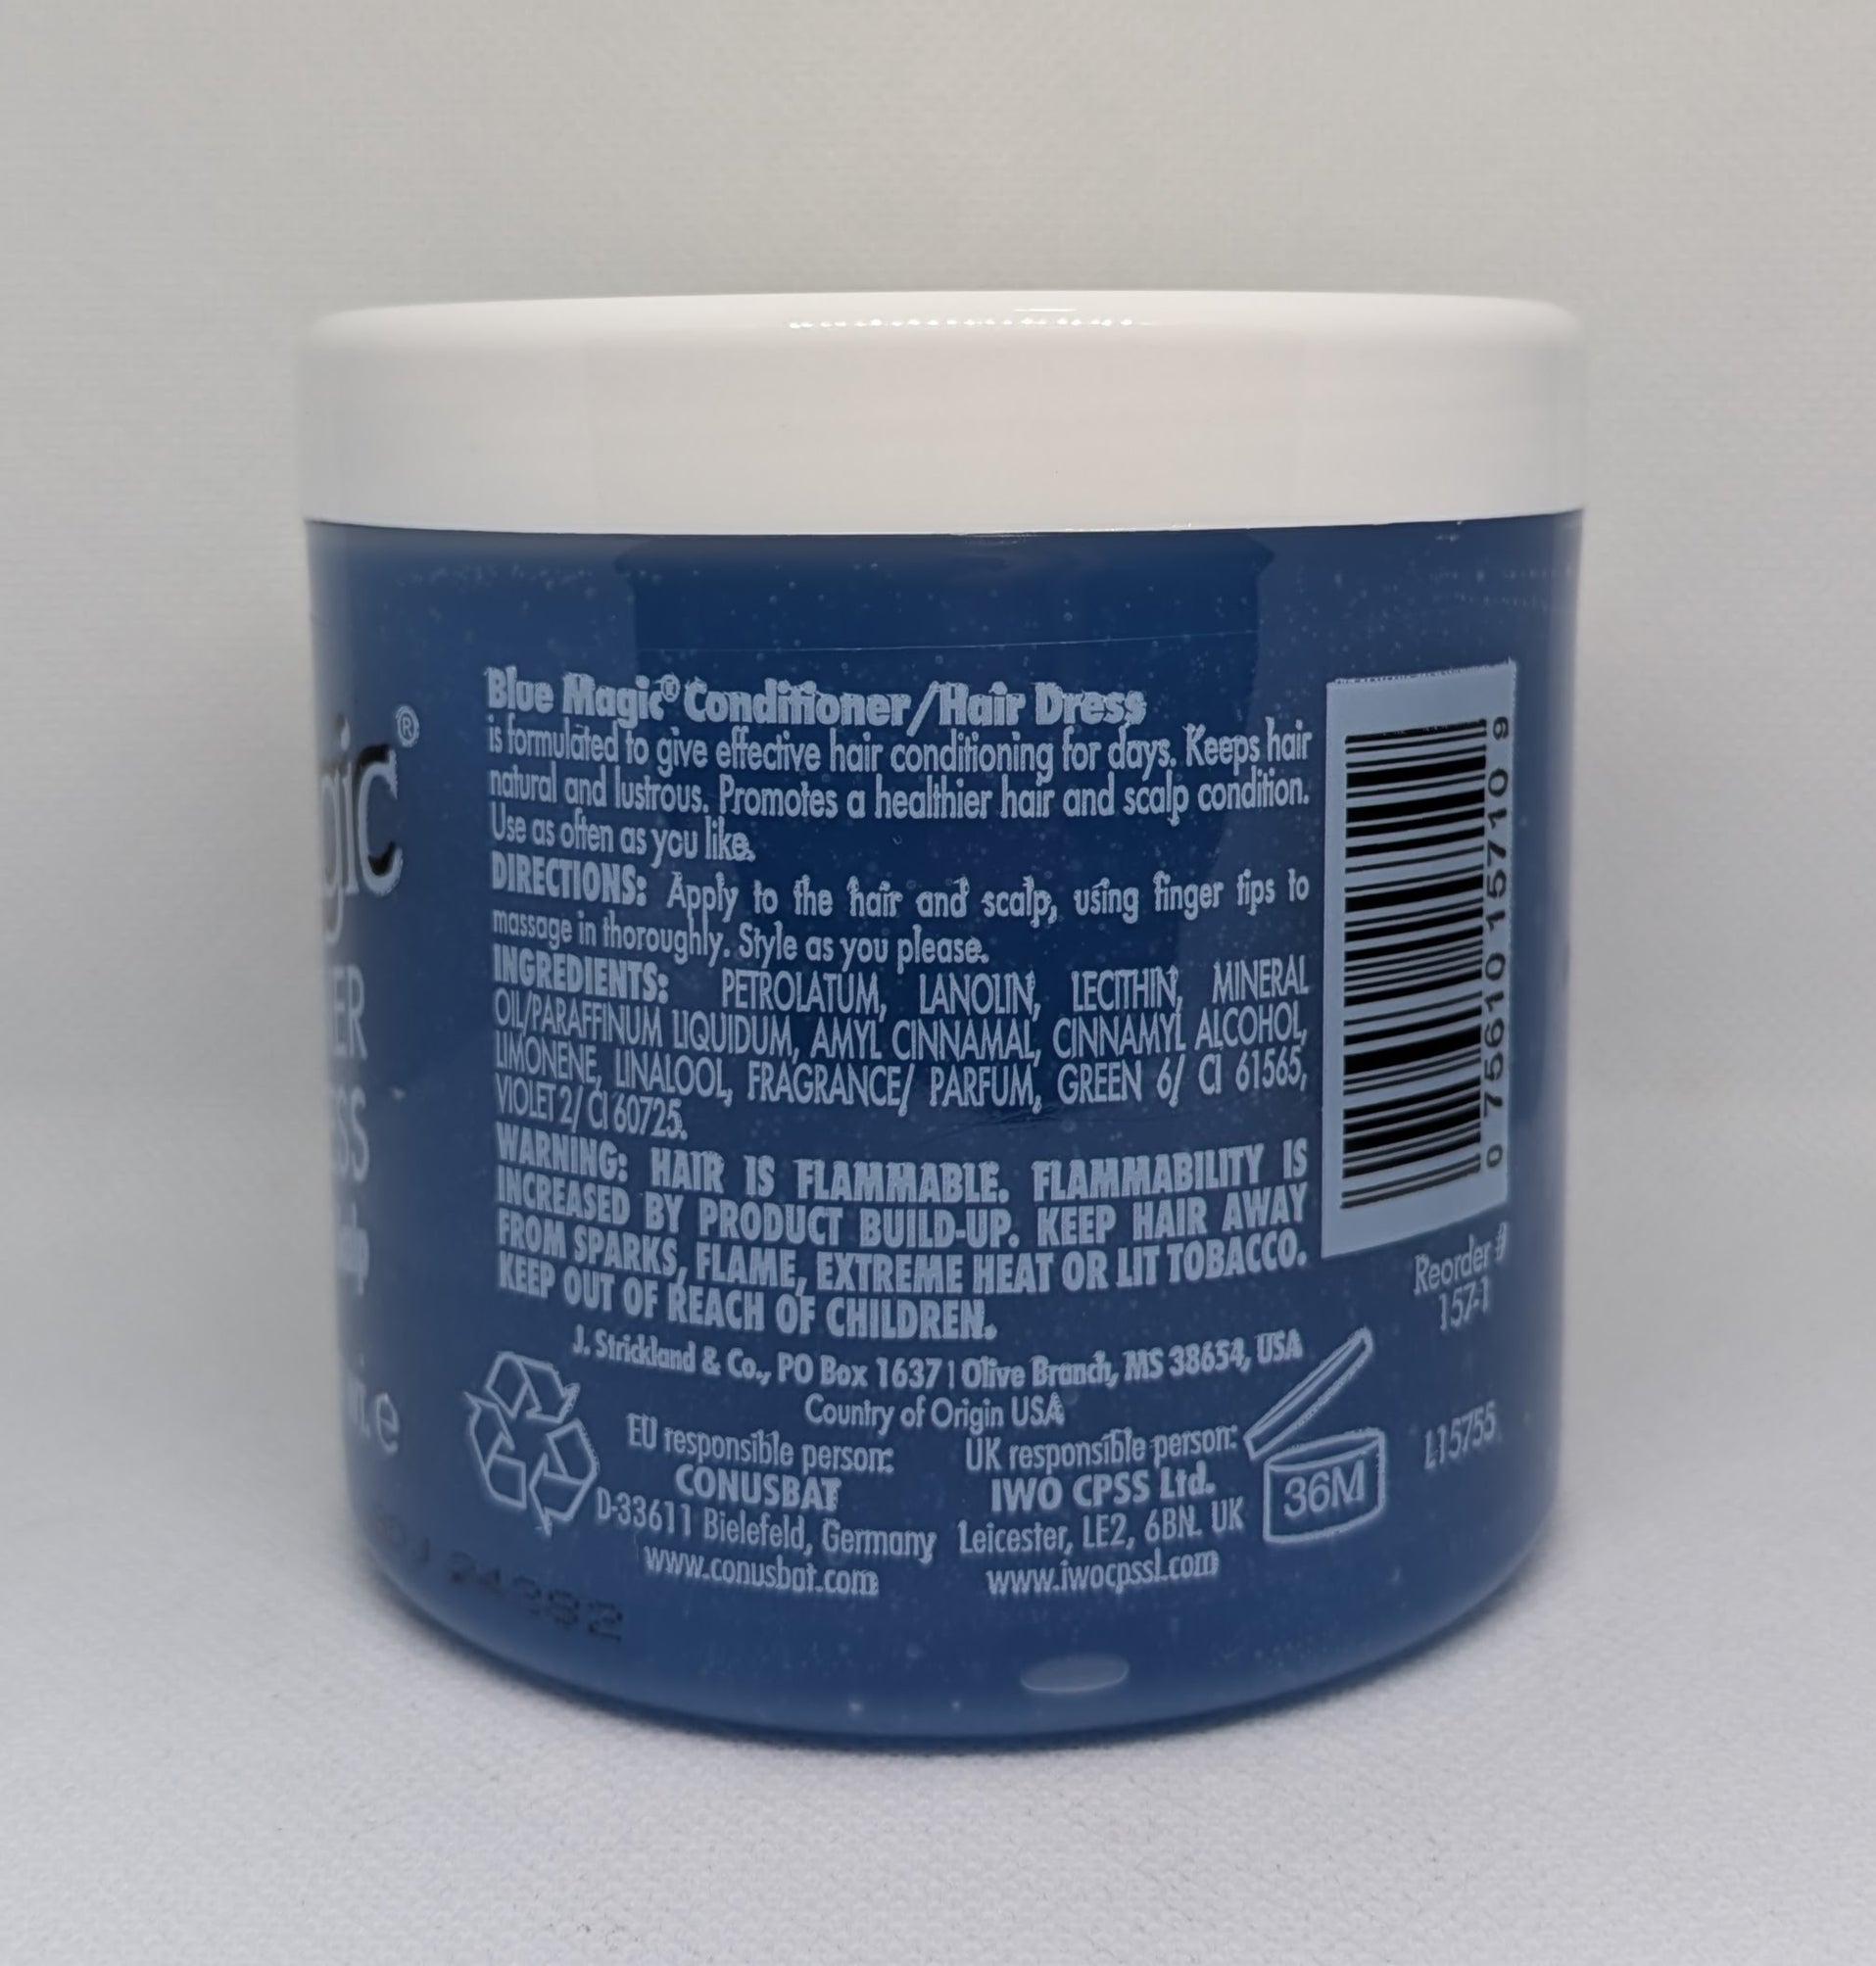 gic®
ER
ESS
e
Blue Magic® Conditioner/Hair Dress
is formulated to give effective hair conditioning for days. Keeps hair
natural and lustrous. Promotes a healthier hair and scalp condition.
Use as often as you like.
DIRECTIONS: Apply to the hair and scalp, using finger tips to
massage in thoroughly. Style as you please.
INGREDIENTS: PETROLATUM, LANOLIN, LECITHIN, MINERAL
OIL/PARAFFINUM LIQUIDUM, AMYL CINNAMAL, CINNAMYL ALCOHOL,
LIMONENE, LINALOOL, FRAGRANCE/ PARFUM, GREEN 6/ CI 61565,
VIOLET 2/ CI 60725.
WARNING: HAIR IS FLAMMABLE. FLAMMABILITY IS
INCREASED BY PRODUCT BUILD-UP. KEEP HAIR AWAY
FROM SPARKS, FLAME, EXTREME HEAT OR LIT TOBACCO.
KEEP OUT OF REACH OF CHILDREN.
J. Strickland & Co., PO Box 1637 | Olive Branch, MS 38654, USA
Country of Origin USA
EU responsible person:
CONUSBAT
D-33611 Bielefeld, Germany
www.conusbat.com
UK responsible person:
IWO CPSS Ltd.
Leicester, LE2, 6BN. UK
www.iwocpssl.com
36M
0 75610 15710 9
Reorder #
157-1
L15755